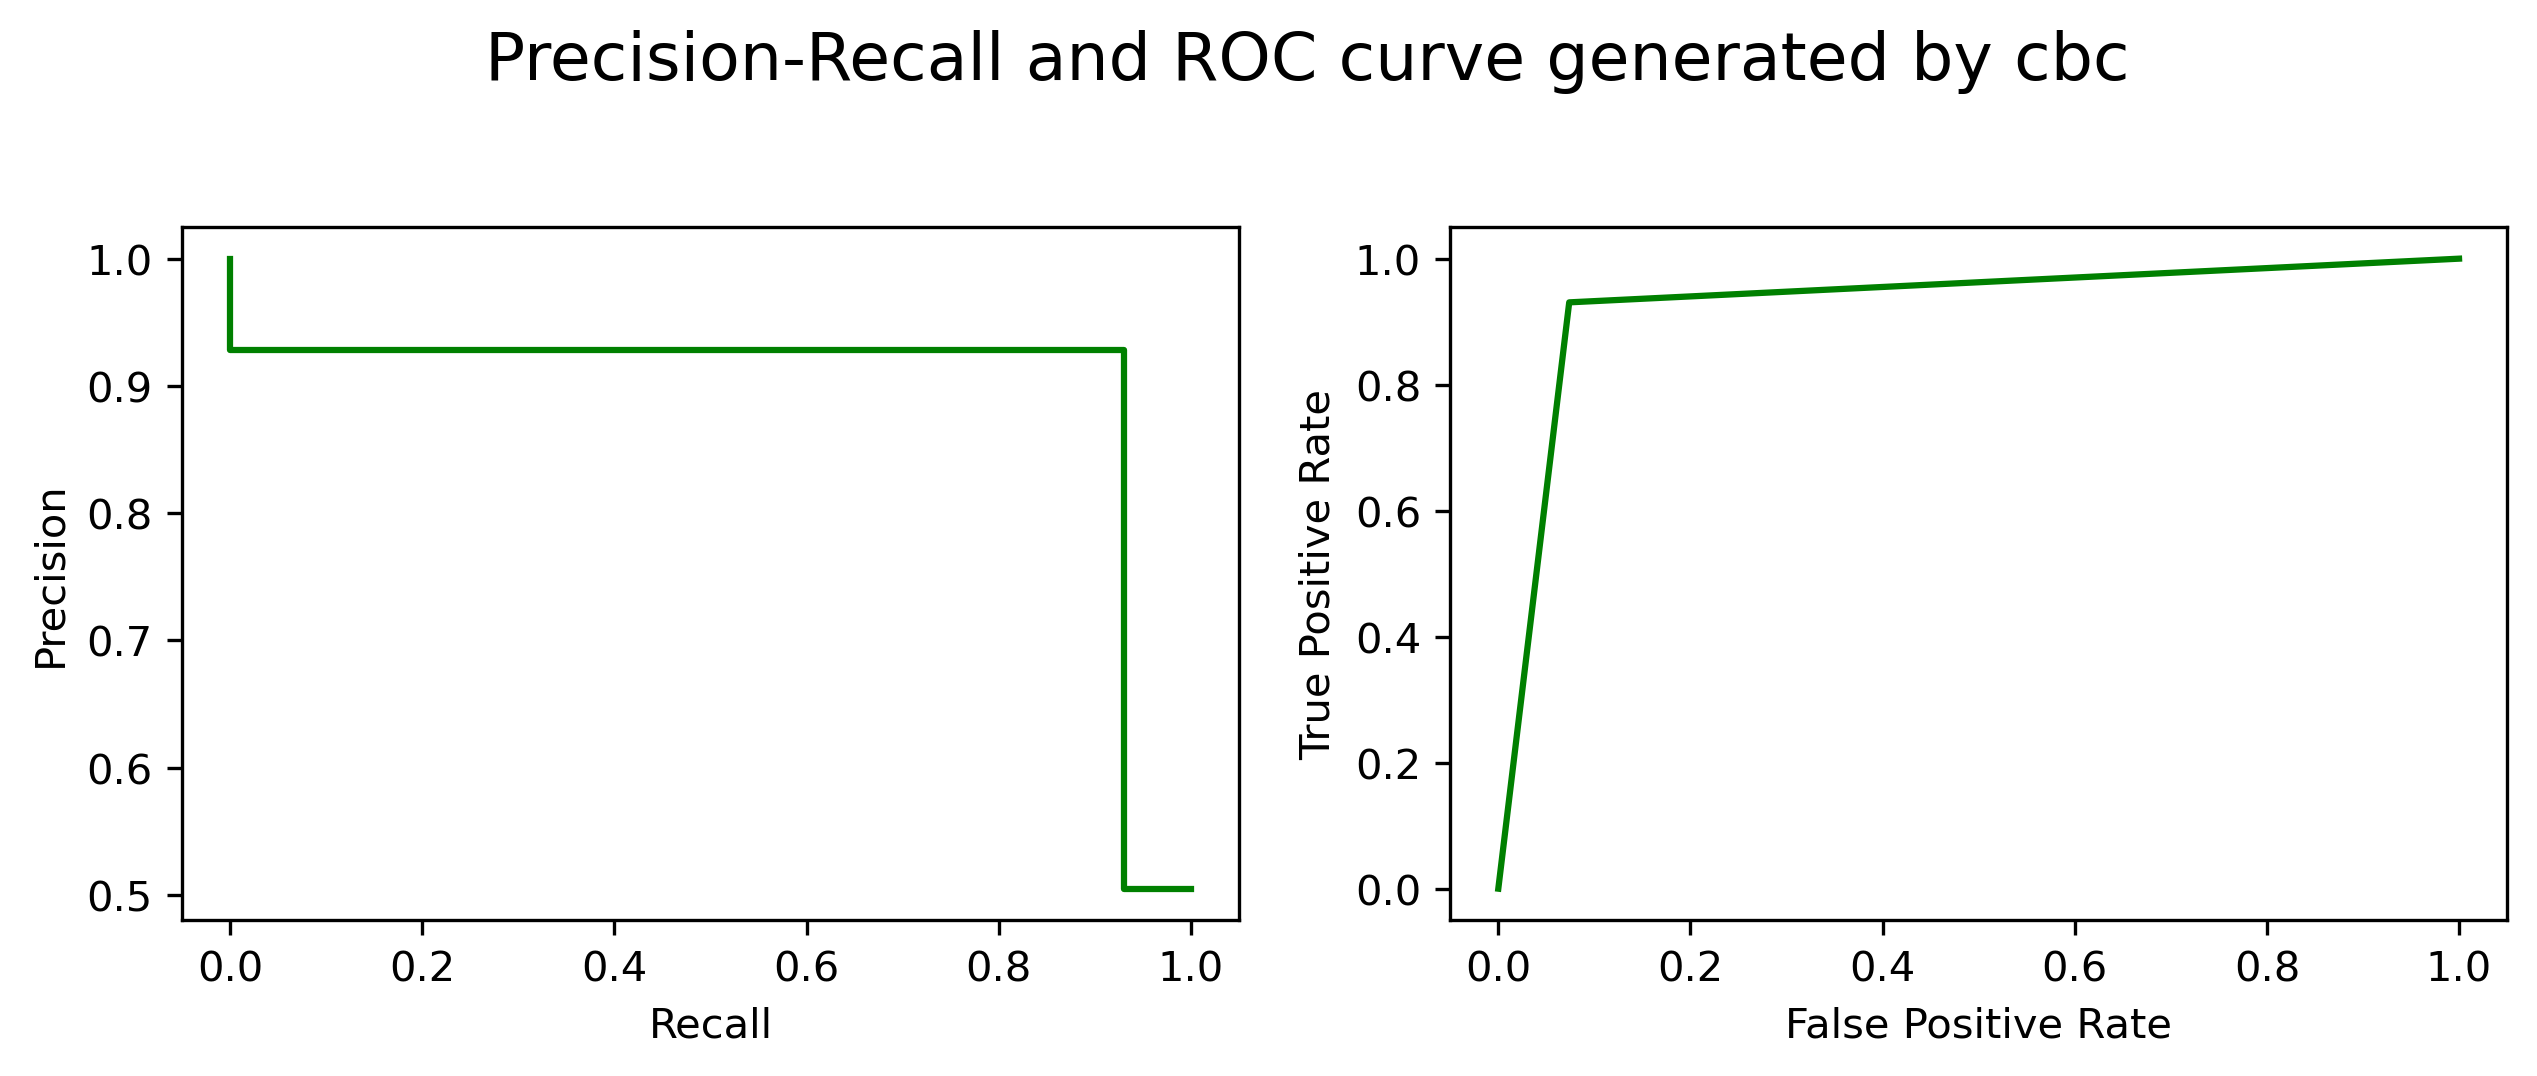 Precision-Recall and ROC curve generated by cbc
Precision
1.0
0.9
0.8
0.7
0.6
0.5
0.0 0.2 0.4 0.6 0.8 1.0
Recall
True Positive Rate
1.0
0.8
0.6
0.4
0.2
0.0
0.0 0.2 0.4 0.6 0.8 1.0
False Positive Rate